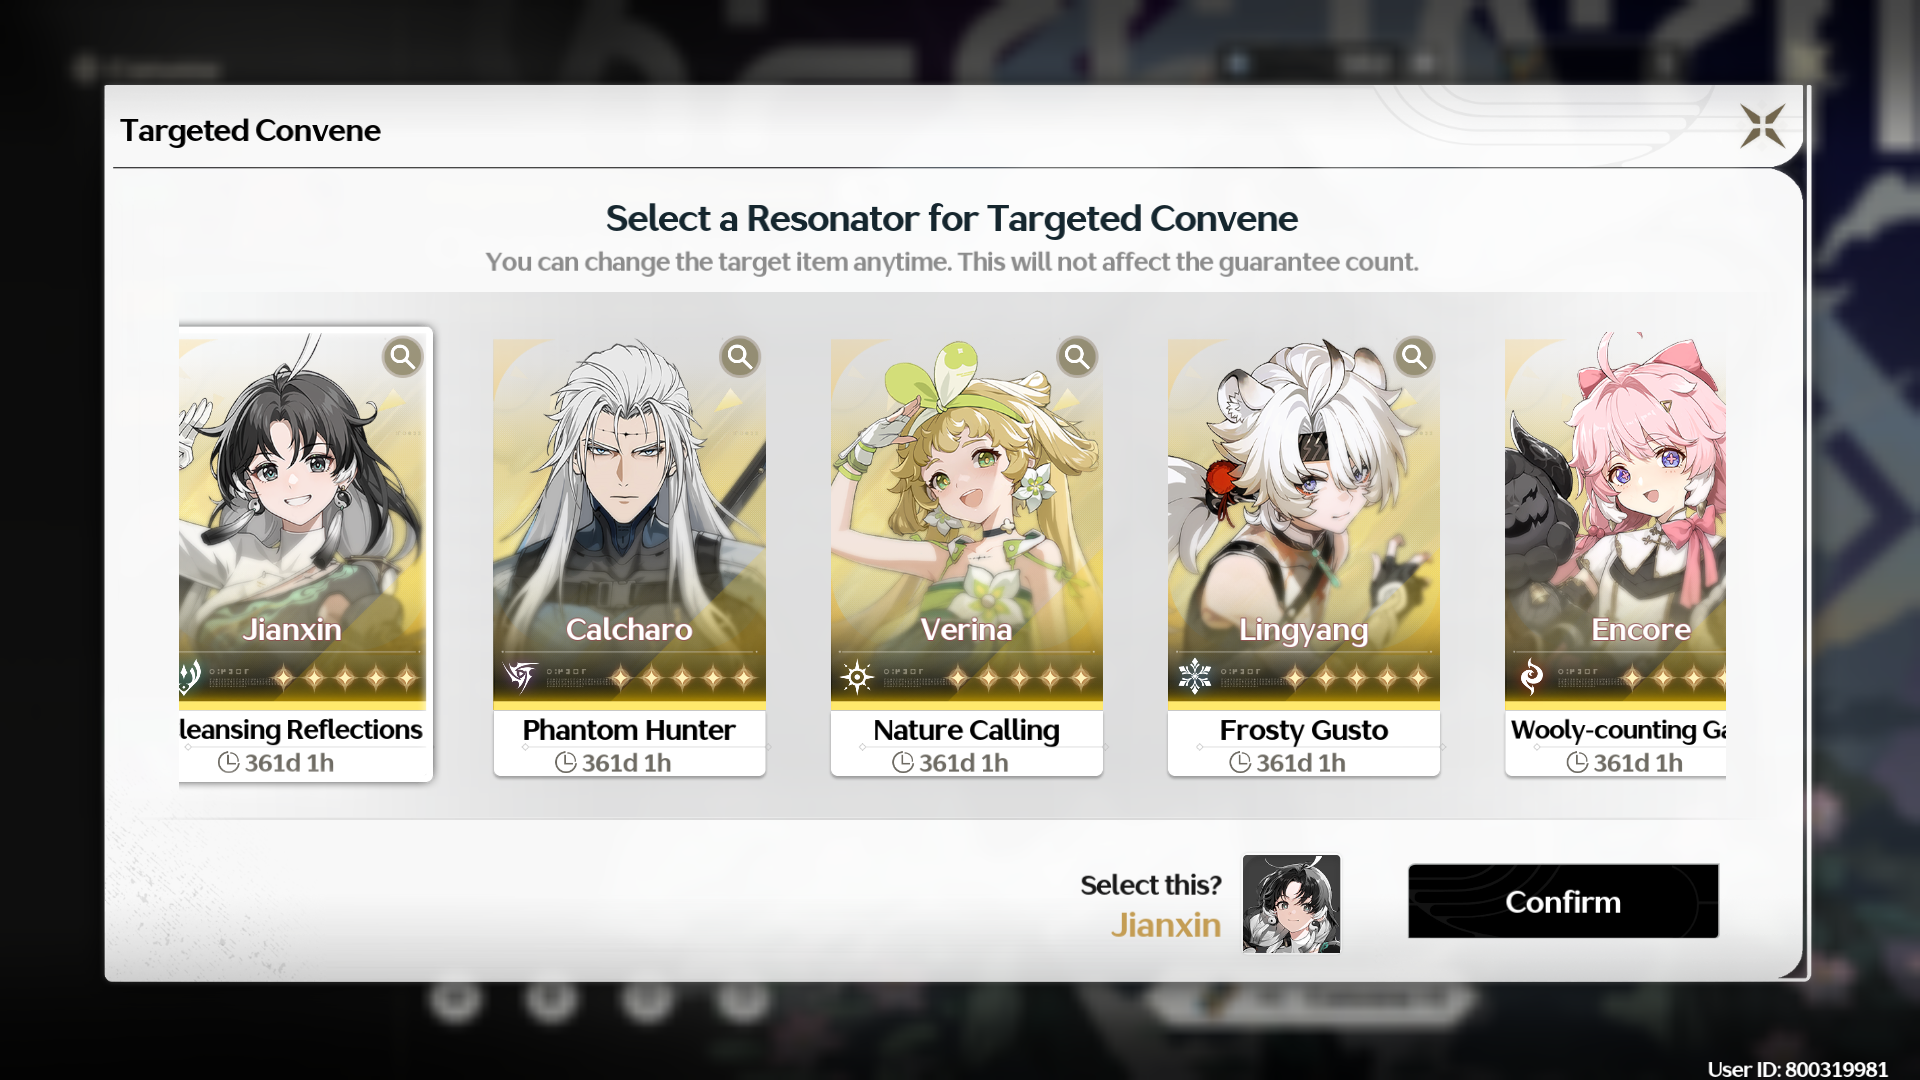 Targeted Convene
Select a Resonator for Targeted Convene
You can change the target item anytime. This will not affect the guarantee count.
Jianxin
leansing Reflections
361d 1h
Calcharo
Phantom Hunter
361d 1h
Verina
Nature Calling
361d 1h
Lingyang
Frosty Gusto
361d 1h
Encore
Wooly-counting Ga
361d 1h
Select this?
Jianxin
Confirm
User ID: 800319981